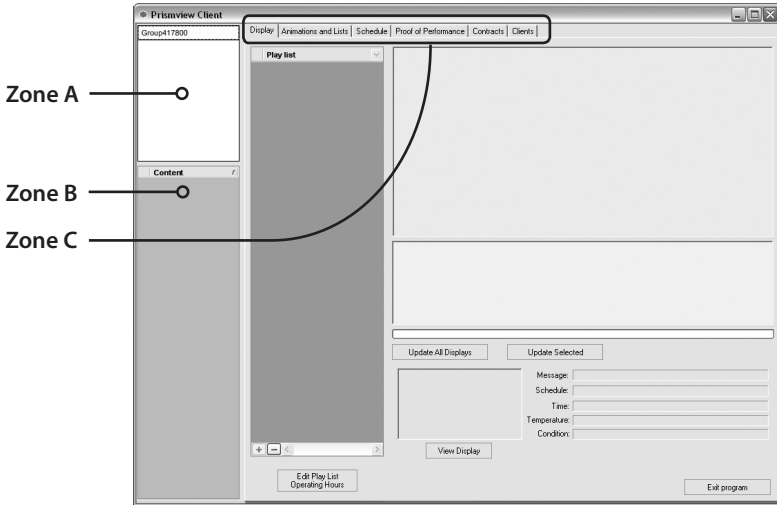 Prismview Client
Group417800
Display Animations and Lists Schedule Proof of Performance Contracts Clients
Play list
Zone A
Content
Zone B
Zone C
Update All Displays Update Selected
Message:
Schedule:
Time:
Temperature:
Condition:
View Display
Edit Play List
Operating Hours
Exit program